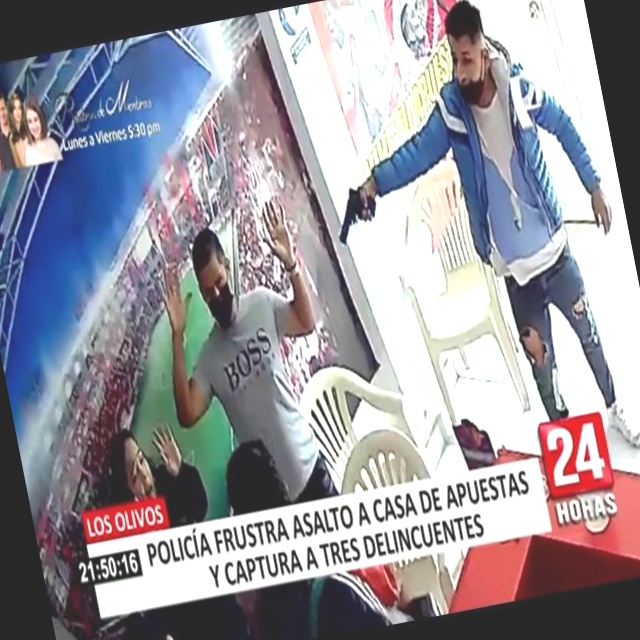 Lunes a Viernes 5:30 pm
BOSS
LOS OLIVOS
21:50:16
POLICÍA FRUSTRA ASALTO A CASA DE APUESTAS
Y CAPTURA A TRES DELINCUENTES
24
HORAS